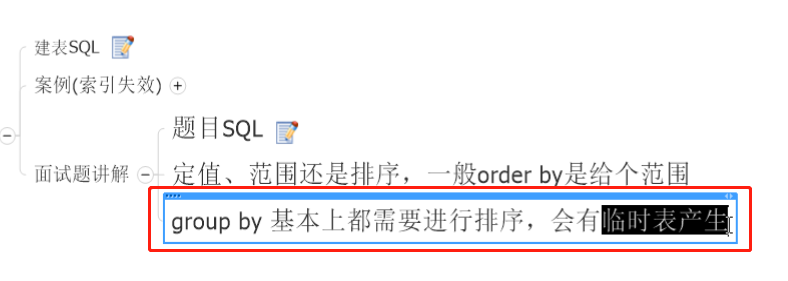 建表SQL
案例(索引失效)
题目SQL
面试题讲解
定值、范围还是排序，一般order by是给个范围
group by 基本上都需要进行排序，会有临时表产生